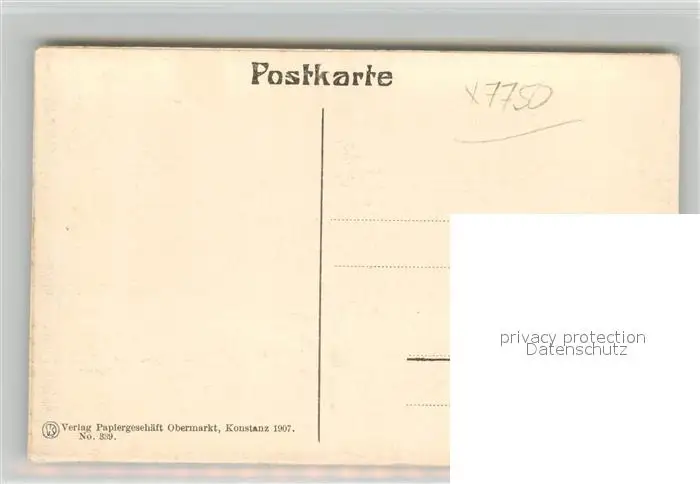 Postkarte
x7750
Verlag Papiergeschäft Obermarkt, Konstanz 1907.
No. 339.
privacy protection
Datenschutz